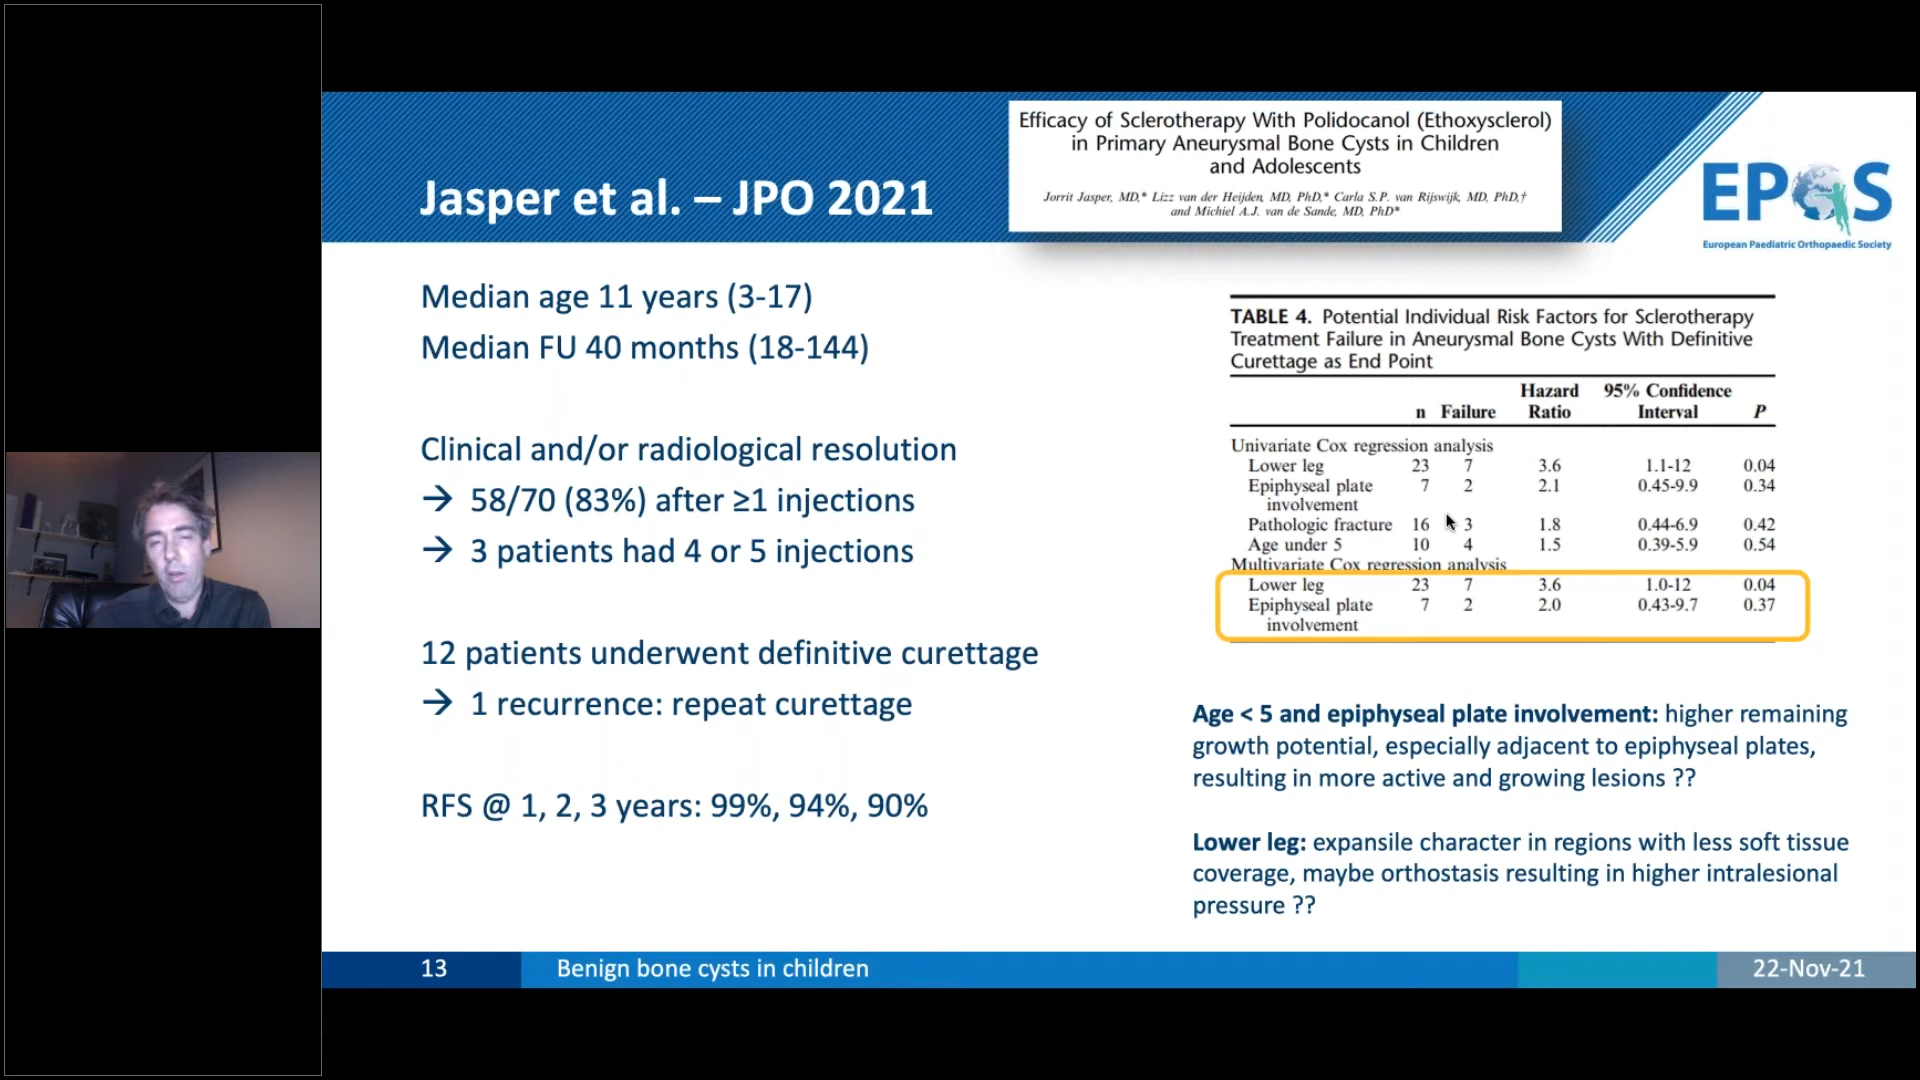 Efficacy of Sclerotherapy With Polidocanol (Ethoxysclerol)
in Primary Aneurysmal Bone Cysts in Children
and Adolescents
Jorrit Jasper, MD,* Lizz van der Heijden, MD, PhD,* Carla S.P. van Rijswijk, MD, PhD,†
and Michiel A.J. van de Sande, MD, PhD*
Jasper et al. – JPO 2021
EPOS
European Paediatric Orthopaedic Society
Median age 11 years (3-17)
Median FU 40 months (18-144)
Clinical and/or radiological resolution
→ 58/70 (83%) after ≥1 injections
→ 3 patients had 4 or 5 injections
12 patients underwent definitive curettage
→ 1 recurrence: repeat curettage
RFS @ 1, 2, 3 years: 99%, 94%, 90%
TABLE 4. Potential Individual Risk Factors for Sclerotherapy
Treatment Failure in Aneurysmal Bone Cysts With Definitive
Curettage as End Point
Hazard 95% Confidence
n Failure Ratio Interval P
Univariate Cox regression analysis
Lower leg 23 7 3.6 1.1-12 0.04
Epiphyseal plate 7 2 2.1 0.45-9.9 0.34
involvement
Pathologic fracture 16 3 1.8 0.44-6.9 0.42
Age under 5 10 4 1.5 0.39-5.9 0.54
Multivariate Cox regression analysis
Lower leg 23 7 3.6 1.0-12 0.04
Epiphyseal plate 7 2 2.0 0.43-9.7 0.37
involvement
Age < 5 and epiphyseal plate involvement: higher remaining
growth potential, especially adjacent to epiphyseal plates,
resulting in more active and growing lesions ??
Lower leg: expansile character in regions with less soft tissue
coverage, maybe orthostasis resulting in higher intralesional
pressure ??
13
Benign bone cysts in children
22-Nov-21